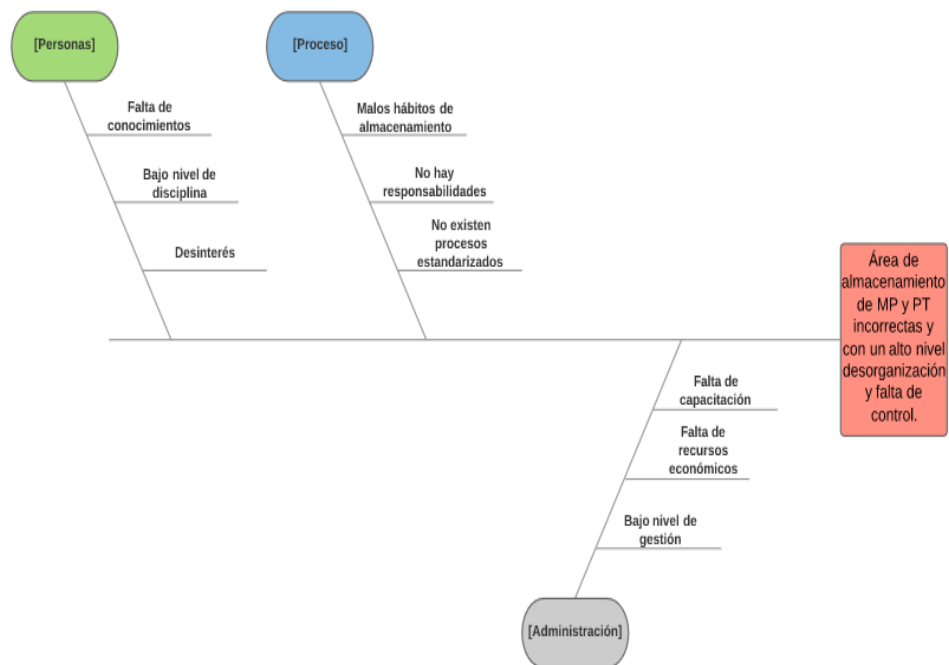 [Personas]
[Proceso]
Falta de
conocimientos
Bajo nivel de
disciplina
Desinterés
Malos hábitos de
almacenamiento
No hay
responsabilidades
No existen
procesos
estandarizados
Área de
almacenamiento
de MP y PT
incorrectas y
con un alto nivel
desorganización
y falta de
control.
Falta de
capacitación
Falta de
recursos
económicos
Bajo nivel de
gestión
[Administración]